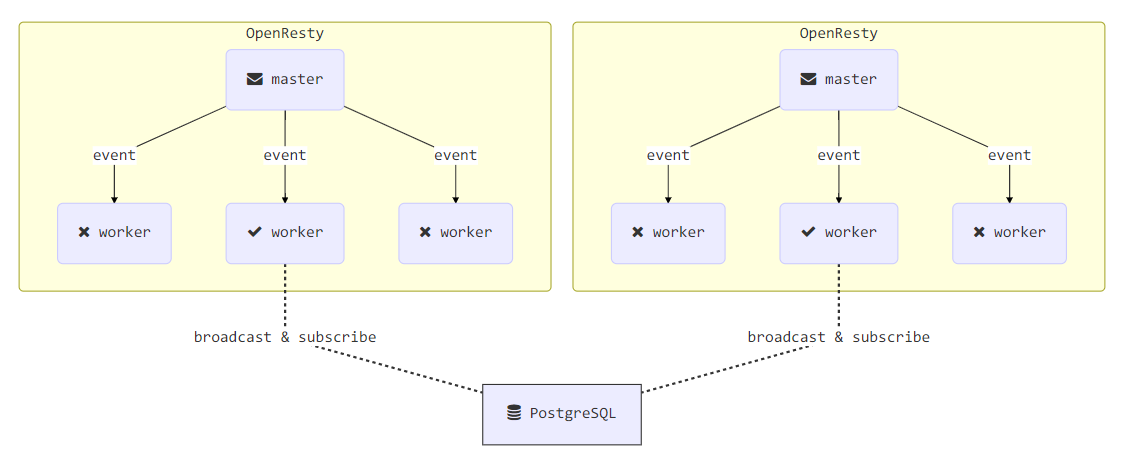 OpenResty
OpenResty
master
master
event
event
event
event
event
event
worker
worker
worker
worker
worker
worker
broadcast & subscribe
broadcast & subscribe
PostgreSQL